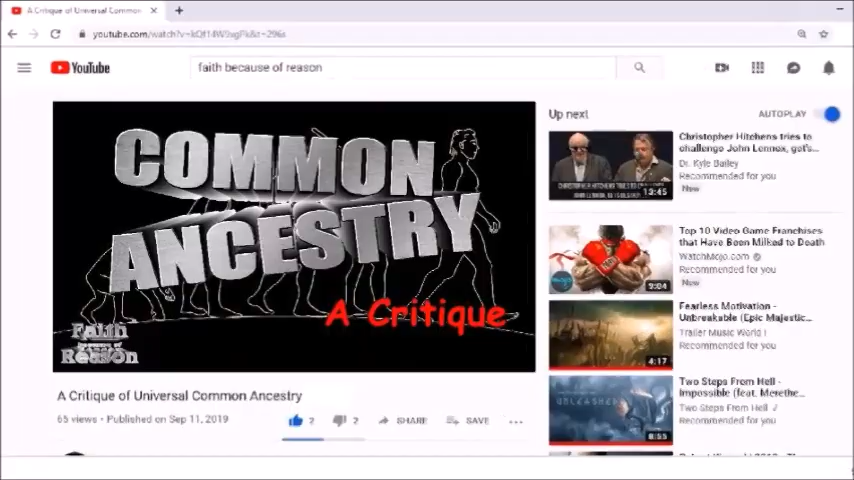 A Critique of Universal Common
youtube.com/watch?v=
YouTube
faith because of reason
COMMON
ANCESTRY
A Critique
Faith
Reason
A Critique of Universal Common Ancestry
65 views • Published on Sep 11, 2019
2
2
SHARE
SAVE
Up next
AUTOPLAY
Christopher Hitchens tries to
challenge John Lennox, get's...
Dr. Kyle Bailey
Recommended for you
New
13:45
Top 10 Video Game Franchises
that Have Been Milked to Death
WatchMojo.com
Recommended for you
New
9:04
Fearless Motivation -
Unbreakable (Epic Majestic...
Trailer Music World
Recommended for you
4:17
Two Steps From Hell -
Impossible (feat. Merethe...
Two Steps From Hell
Recommended for you
UNLEASHED
8:55